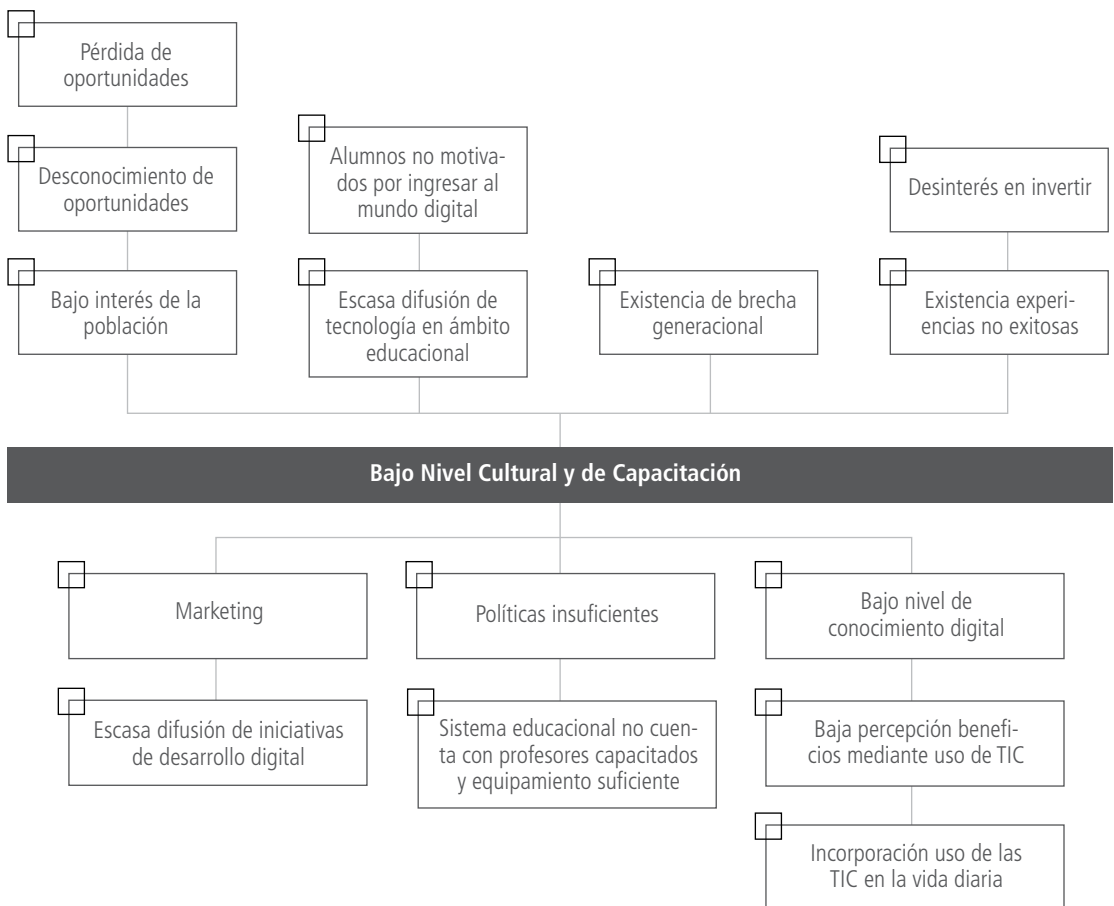 Pérdida de
oportunidades
Desconocimiento de
oportunidades
Alumnos no motiva-
dos por ingresar al
mundo digital
Desinterés en invertir
Bajo interés de la
población
Escasa difusión de
tecnología en ámbito
educacional
Existencia de brecha
generacional
Existencia experi-
encias no exitosas
Bajo Nivel Cultural y de Capacitación
Marketing
Políticas insuficientes
Bajo nivel de
conocimiento digital
Escasa difusión de iniciativas
de desarrollo digital
Sistema educacional no cuen-
ta con profesores capacitados
y equipamiento suficiente
Baja percepción benefi-
cios mediante uso de TIC
Incorporación uso de las
TIC en la vida diaria